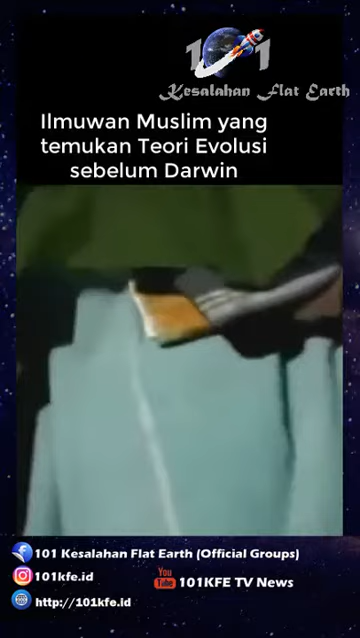 101
Kesalahan Flat Earth
Ilmuwan Muslim yang
temukan Teori Evolusi
sebelum Darwin
101 Kesalahan Flat Earth (Official Groups)
101kfe.id
You Tube 101KFE TV News
http://101kfe.id